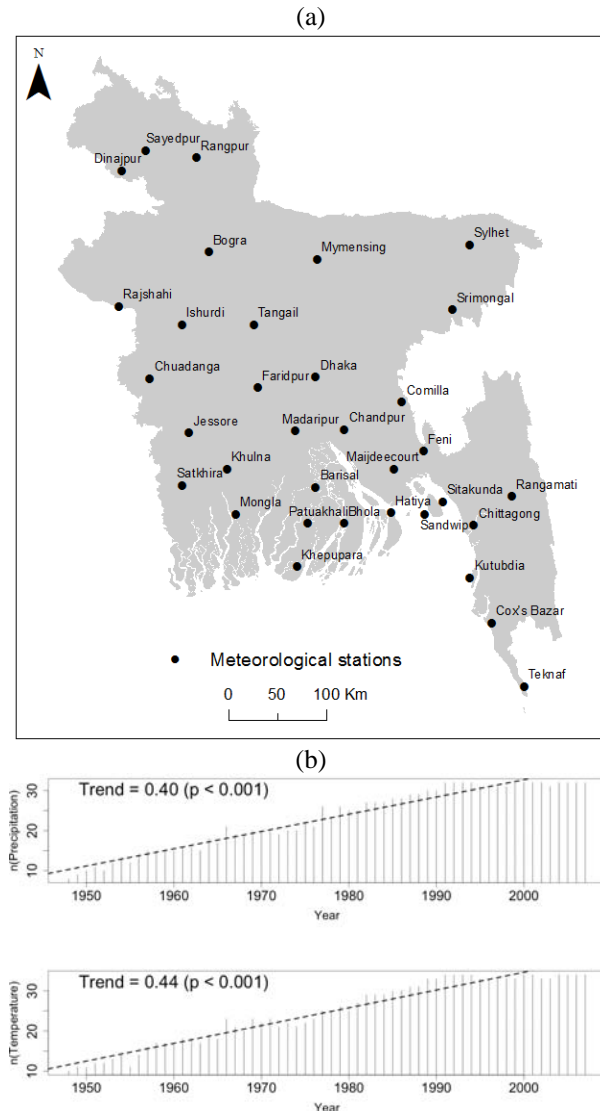 (a)
N
Sayedpur
Rangpur
Dinajpur
Sylhet
Bogra
Mymensing
Rajshahi
Srimongal
Ishurdi
Tangail
Chuadanga
Dhaka
Faridpur
Comilla
Jessore
Madaripur
Chandpur
Feni
Khulna
Maijdeecourt
Satkhira
Barisal
Rangamati
Sitakunda
Mongla
Hatiya
Patuakhali
Bhola
Chittagong
Sandwip
Khepupara
Kutubdia
Cox's Bazar
Meteorological stations
Teknaf
0 50 100 Km
(b)
Trend = 0.40 (p < 0.001)
n(Precipitation)
30
20
10
1950 1960 1970 1980 1990 2000
Year
Trend = 0.44 (p < 0.001)
n(Temperature)
30
20
10
1950 1960 1970 1980 1990 2000
Year